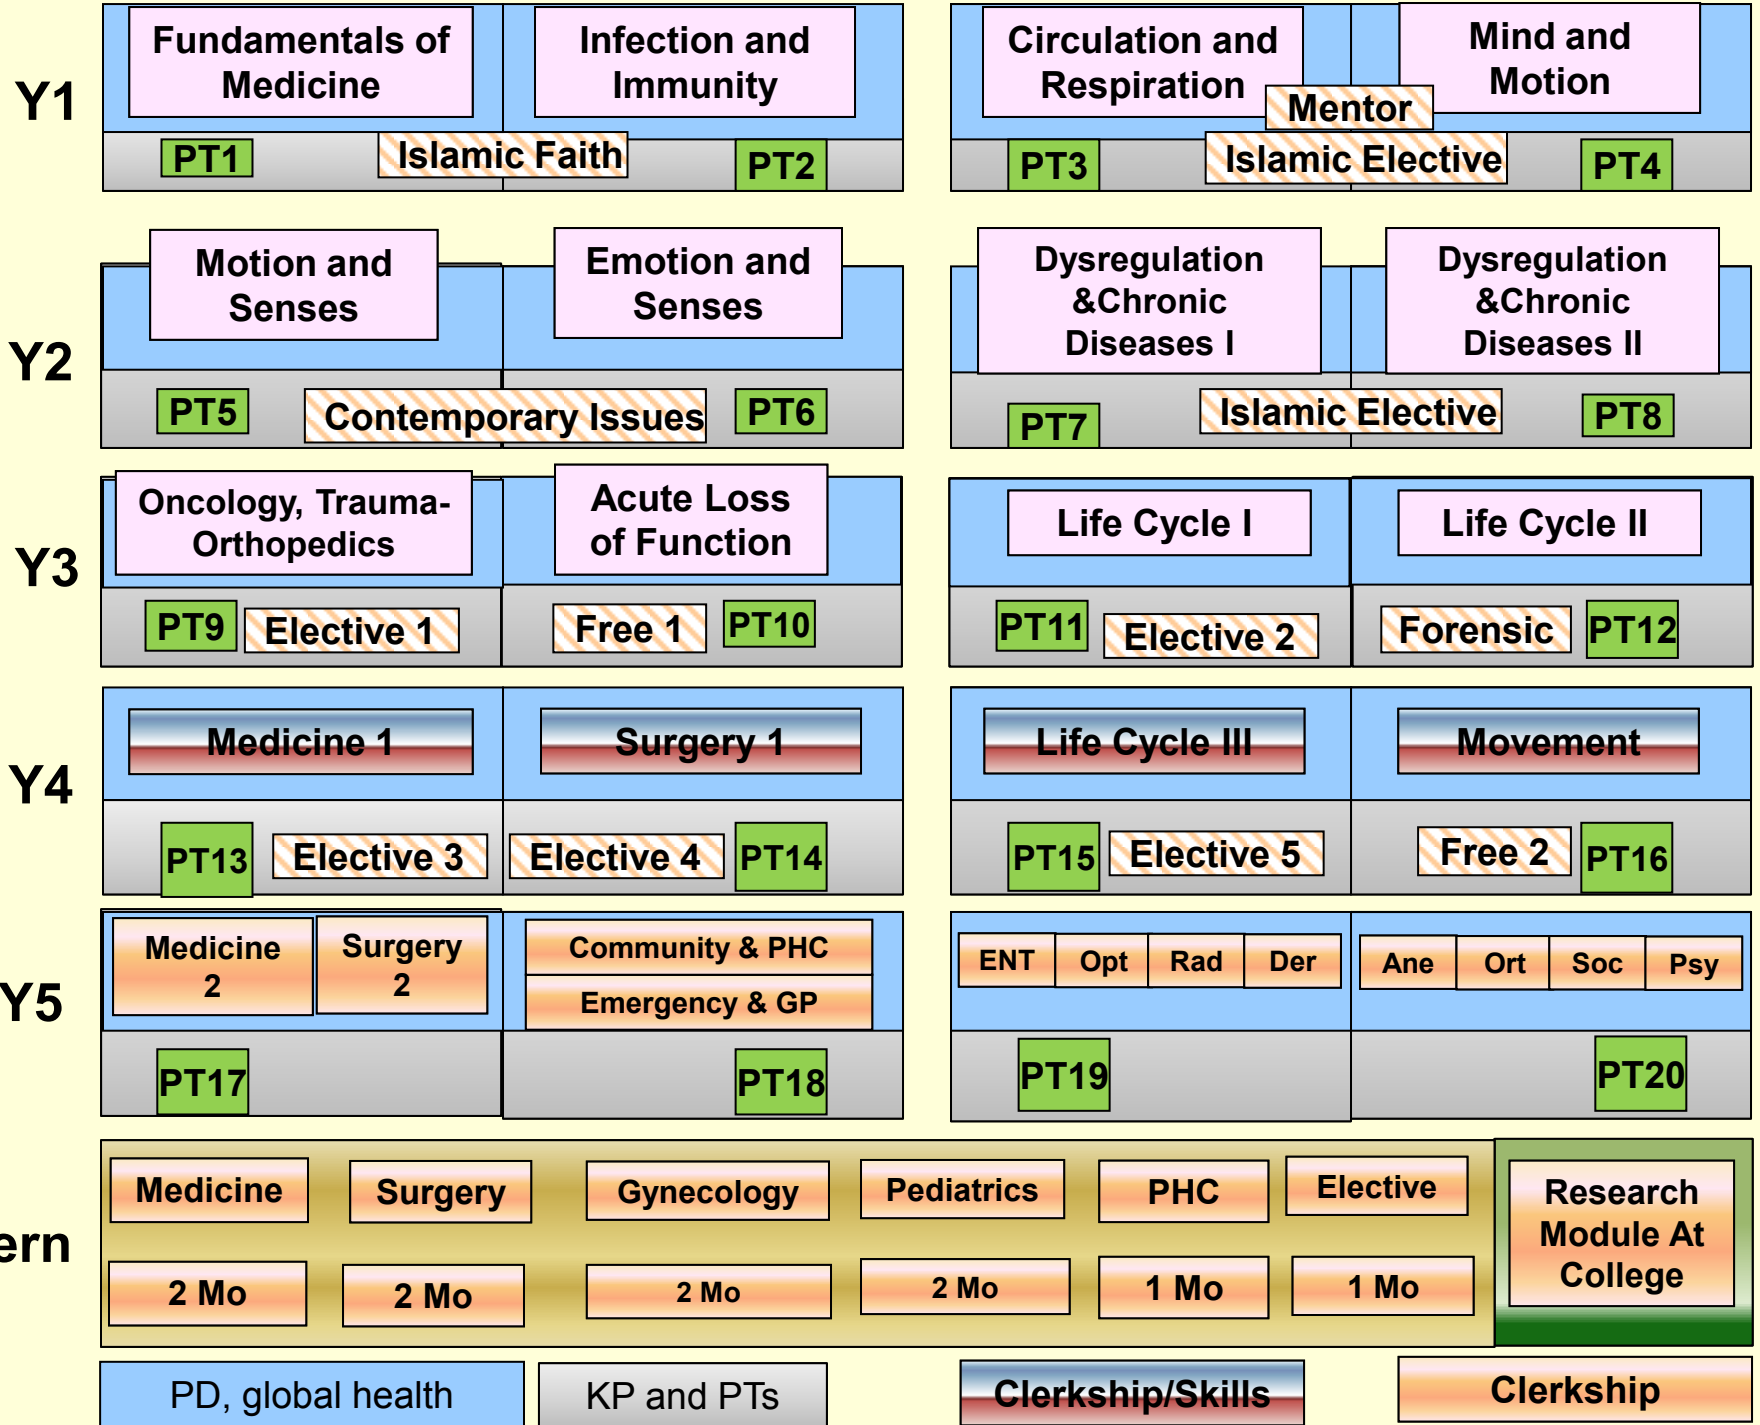 Y1
Fundamentals of
Medicine
Infection and
Immunity
Circulation and
Respiration
Mind and
Motion
Mentor
PT1
Islamic Faith
PT2
PT3
Islamic Elective
PT4
Y2
Motion and
Senses
Emotion and
Senses
Dysregulation
&Chronic
Diseases I
Dysregulation
&Chronic
Diseases II
PT5
Contemporary Issues
PT6
PT7
Islamic Elective
PT8
Y3
Oncology, Trauma-
Orthopedics
Acute Loss
of Function
Life Cycle I
Life Cycle II
PT9
Elective 1
Free 1
PT10
PT11
Elective 2
Forensic
PT12
Y4
Medicine 1
Surgery 1
Life Cycle III
Movement
PT13
Elective 3
Elective 4
PT14
PT15
Elective 5
Free 2
PT16
Y5
Medicine
2
Surgery
2
Community & PHC
Emergency & GP
ENT
Opt
Rad
Der
Ane
Ort
Soc
Psy
PT17
PT18
PT19
PT20
ern
Medicine
Surgery
Gynecology
Pediatrics
PHC
Elective
2 Mo
2 Mo
2 Mo
2 Mo
1 Mo
1 Mo
Research
Module At
College
PD, global health
KP and PTs
Clerkship/Skills
Clerkship